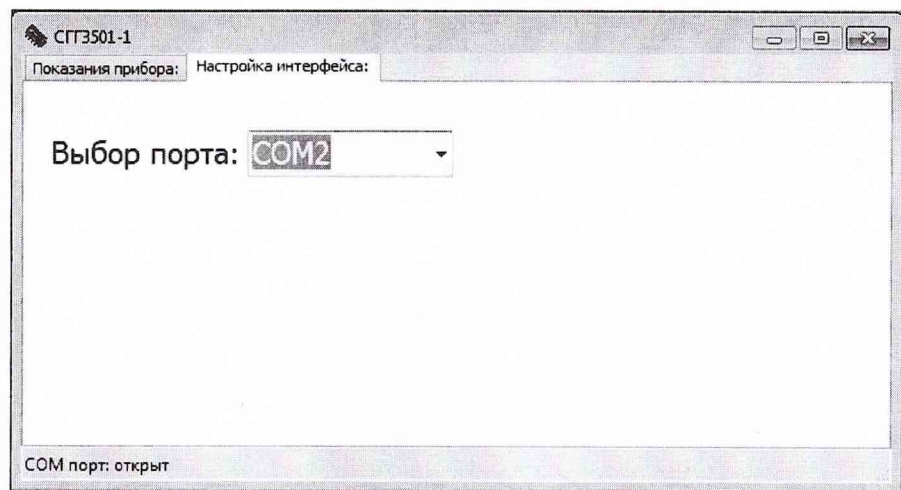 СГГ3501-1
Показания прибора: Настройка интерфейса:
Выбор порта: COM2
COM порт: открыт